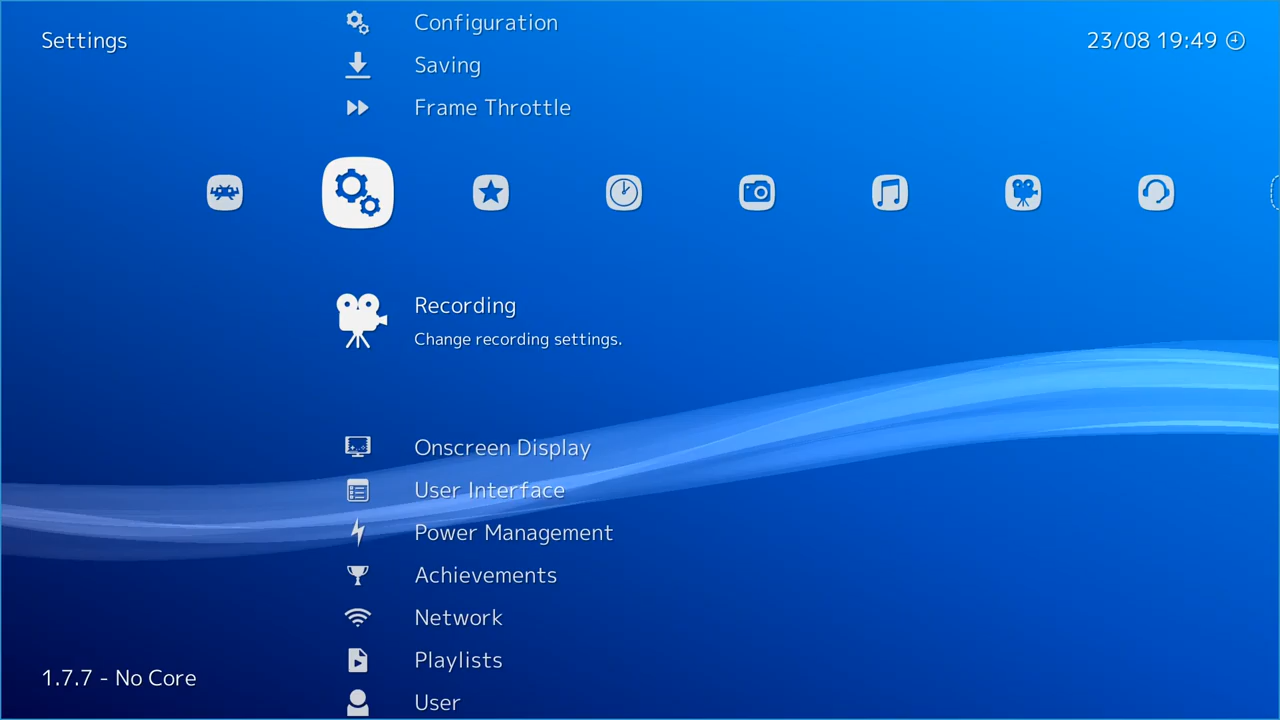 Settings
23/08 19:49
Configuration
Saving
Frame Throttle
Recording
Change recording settings.
Onscreen Display
User Interface
Power Management
Achievements
Network
Playlists
User
1.7.7 - No Core